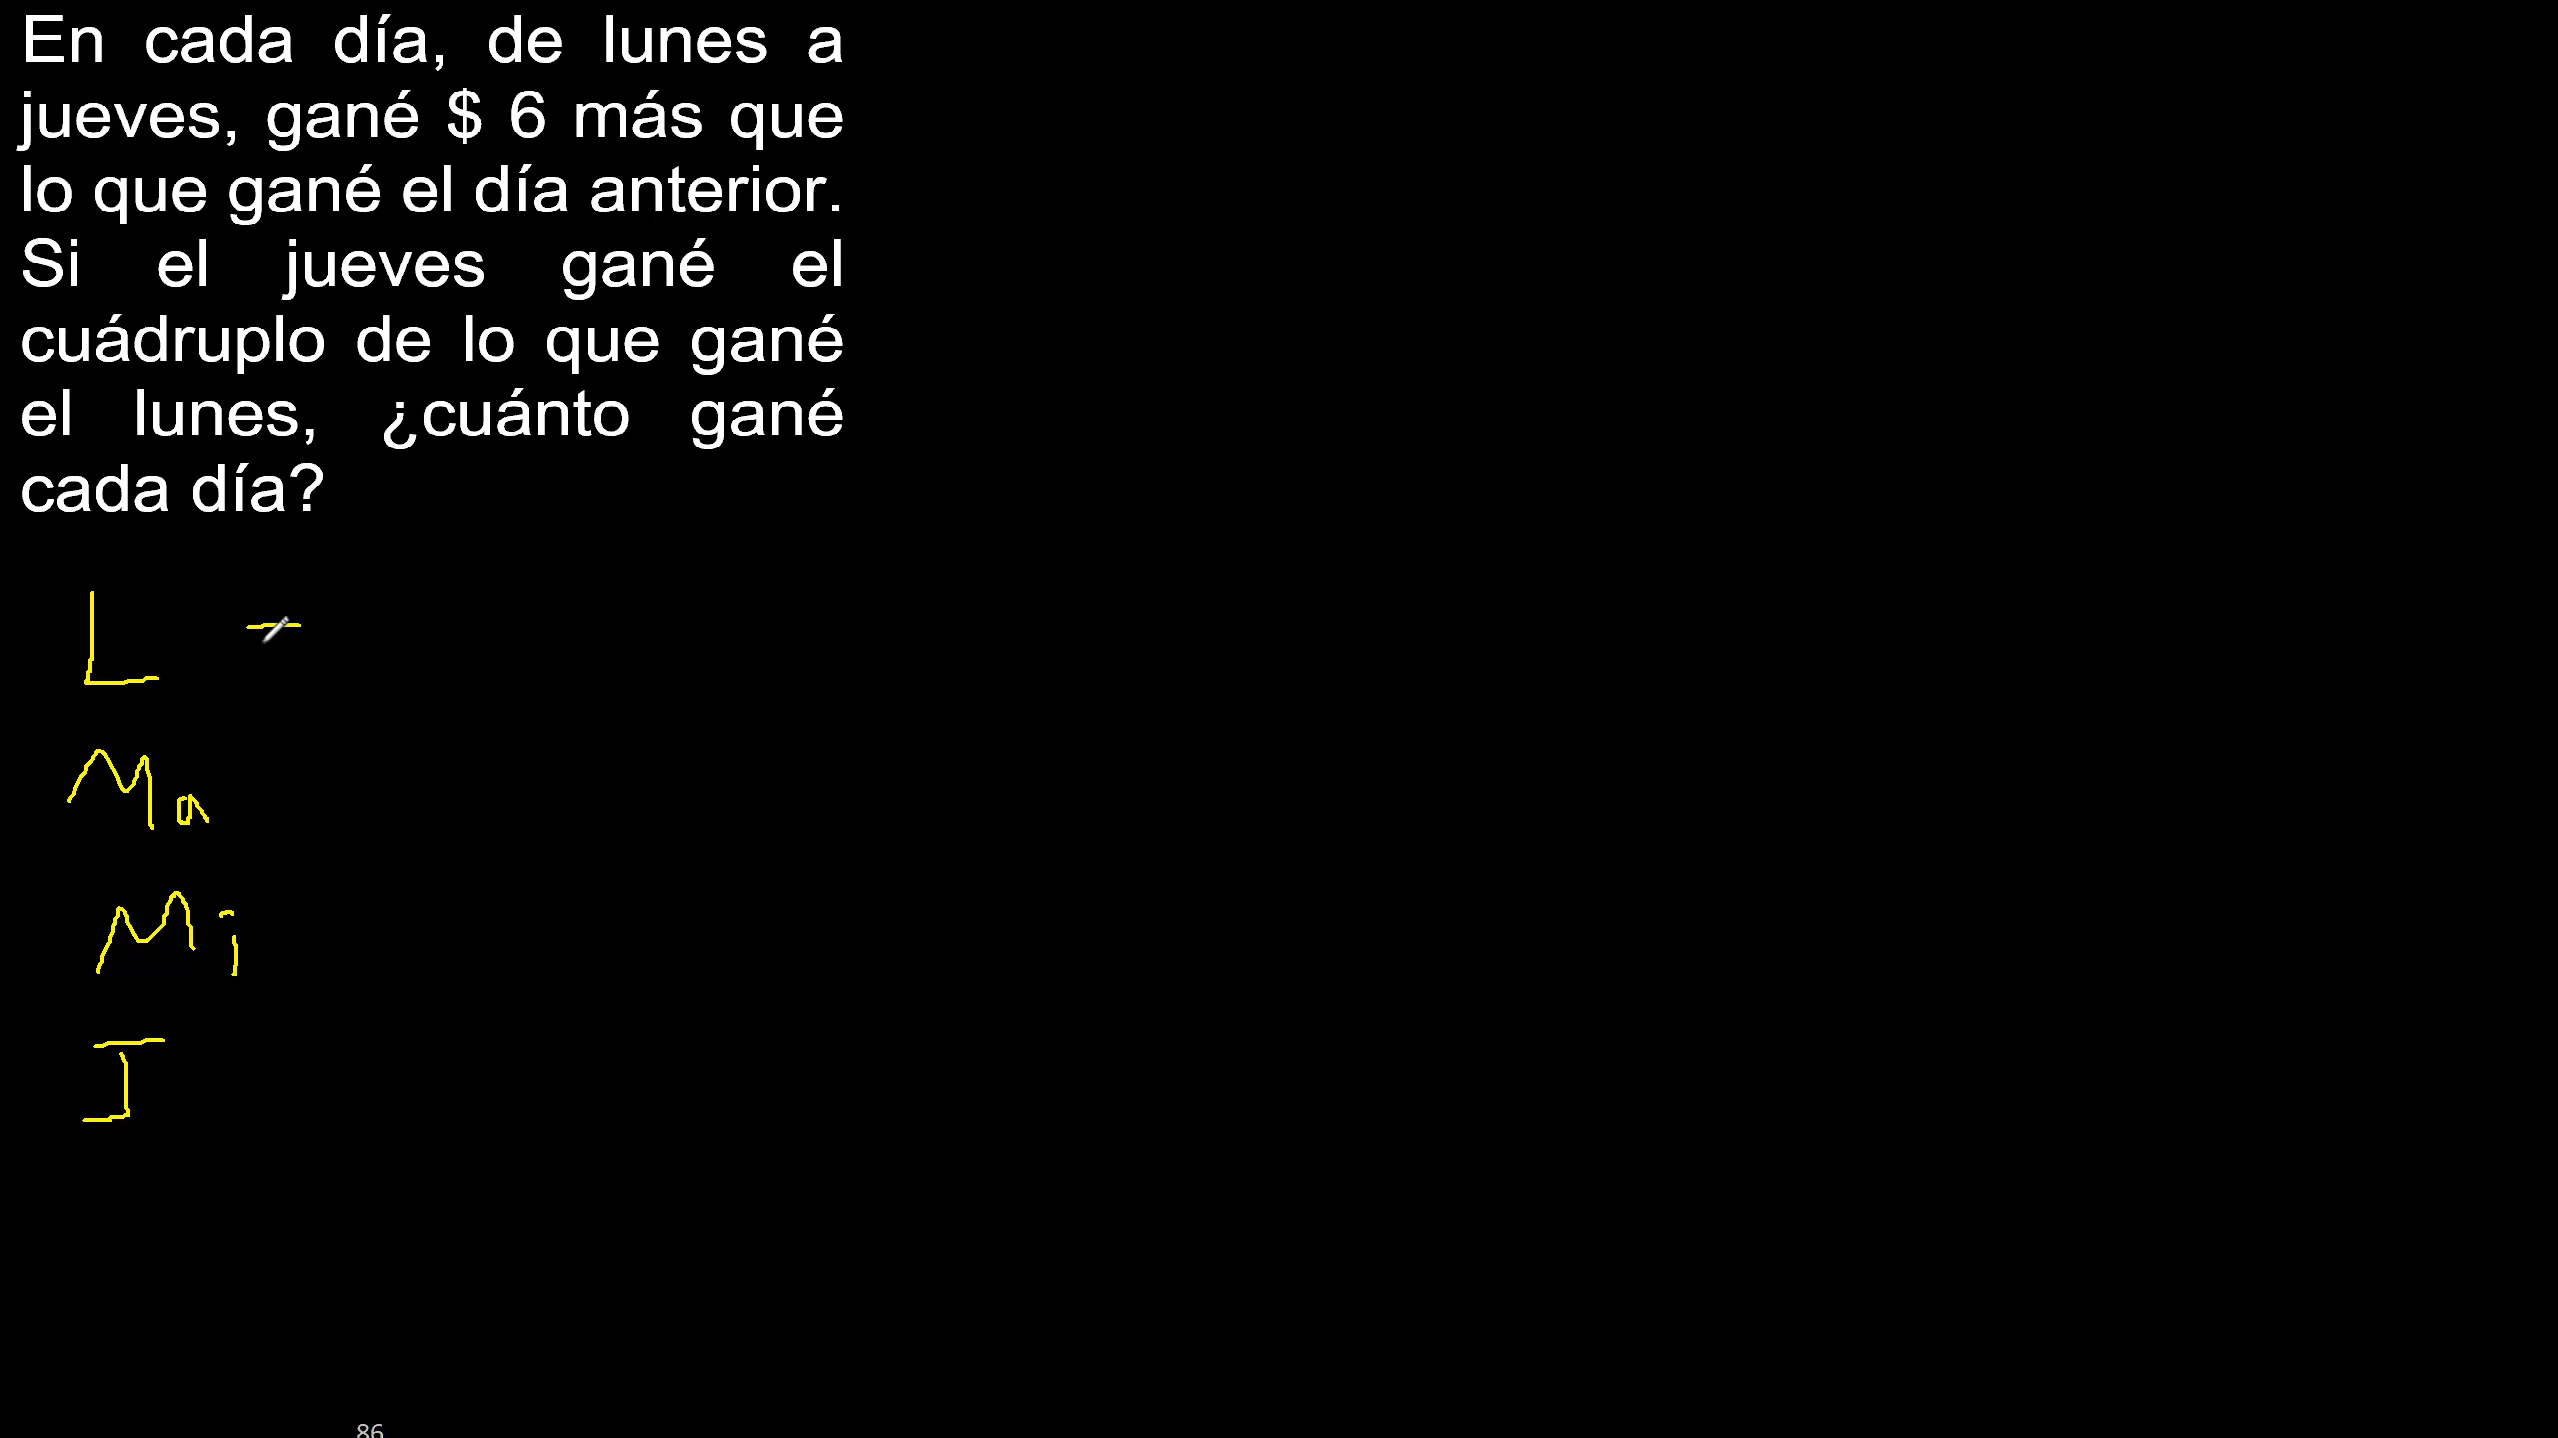 En cada día, de lunes a
jueves, gané $ 6 más que
lo que gané el día anterior.
Si el jueves gané el
cuádruplo de lo que gané
el lunes, ¿cuánto gané
cada día?
L -
Ma
Mi
J
86